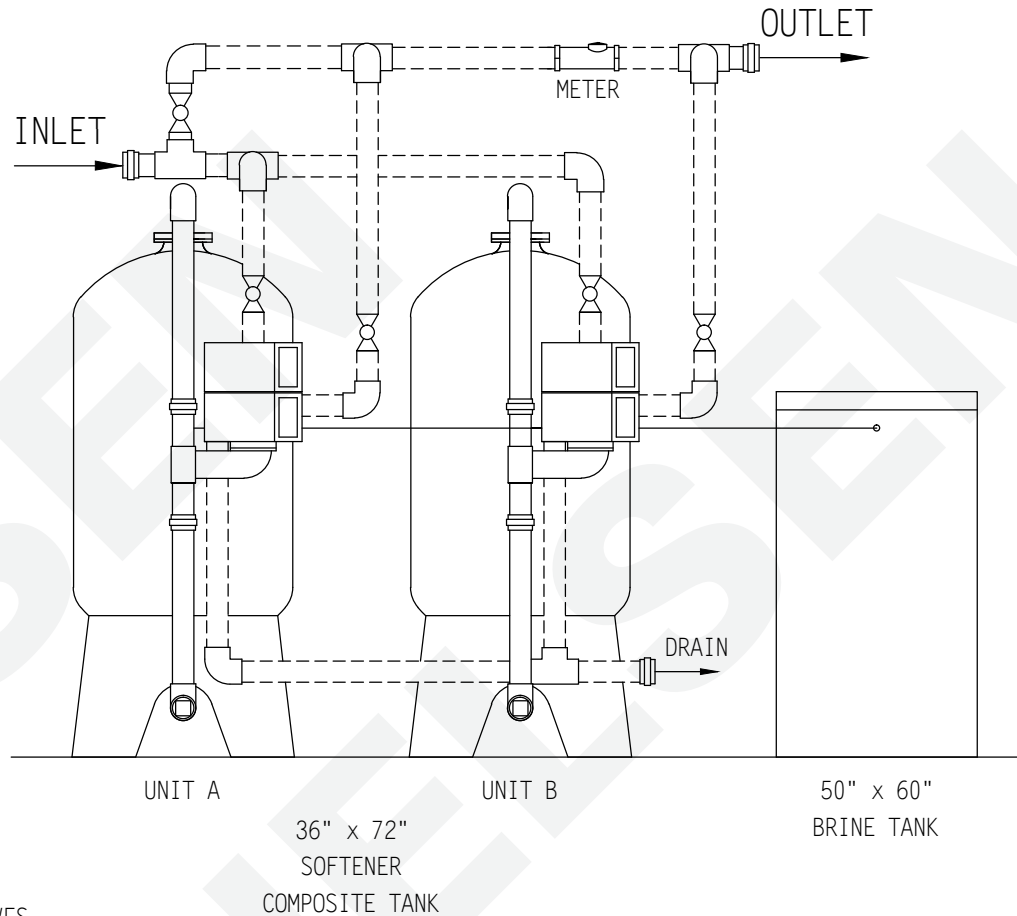 OUTLET
METER
INLET
DRAIN
UNIT A
UNIT B
50" x 60"
BRINE TANK
36" x 72"
SOFTENER
COMPOSITE TANK